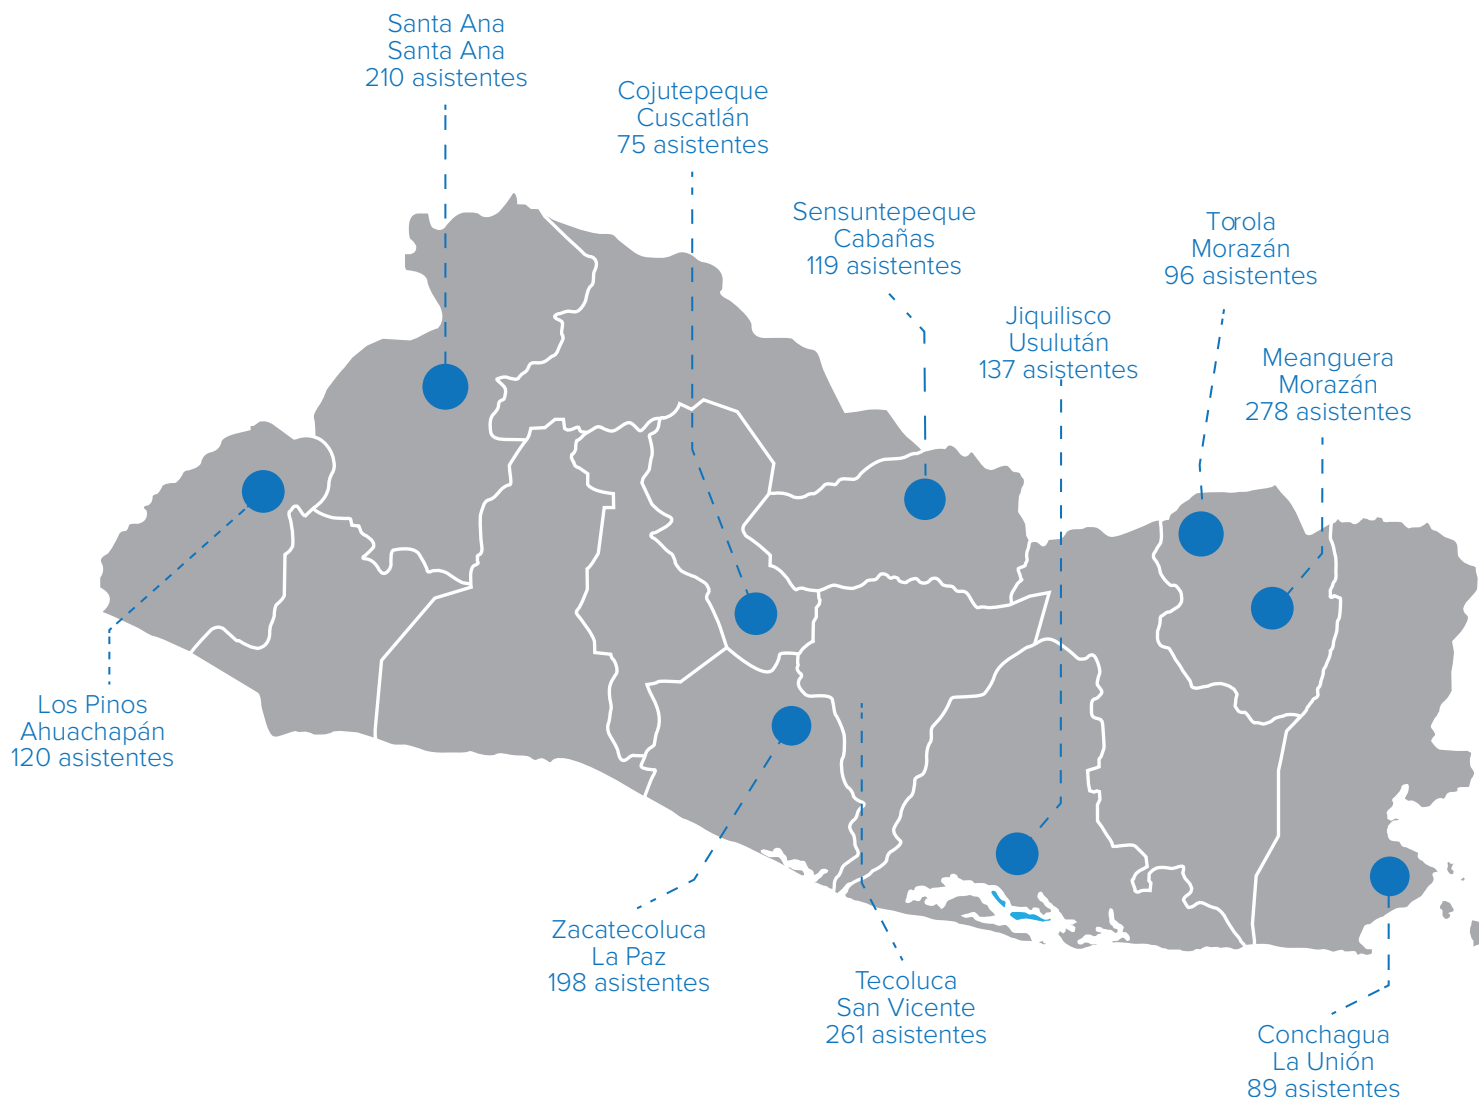 Santa Ana
Santa Ana
210 asistentes
Cojutepeque
Cuscatlán
75 asistentes
Sensuntepeque
Cabañas
119 asistentes
Torola
Morazán
96 asistentes
Jiquilisco
Usulután
137 asistentes
Meanguera
Morazán
278 asistentes
Los Pinos
Ahuachapán
120 asistentes
Zacatecoluca
La Paz
198 asistentes
Tecoluca
San Vicente
261 asistentes
Conchagua
La Unión
89 asistentes